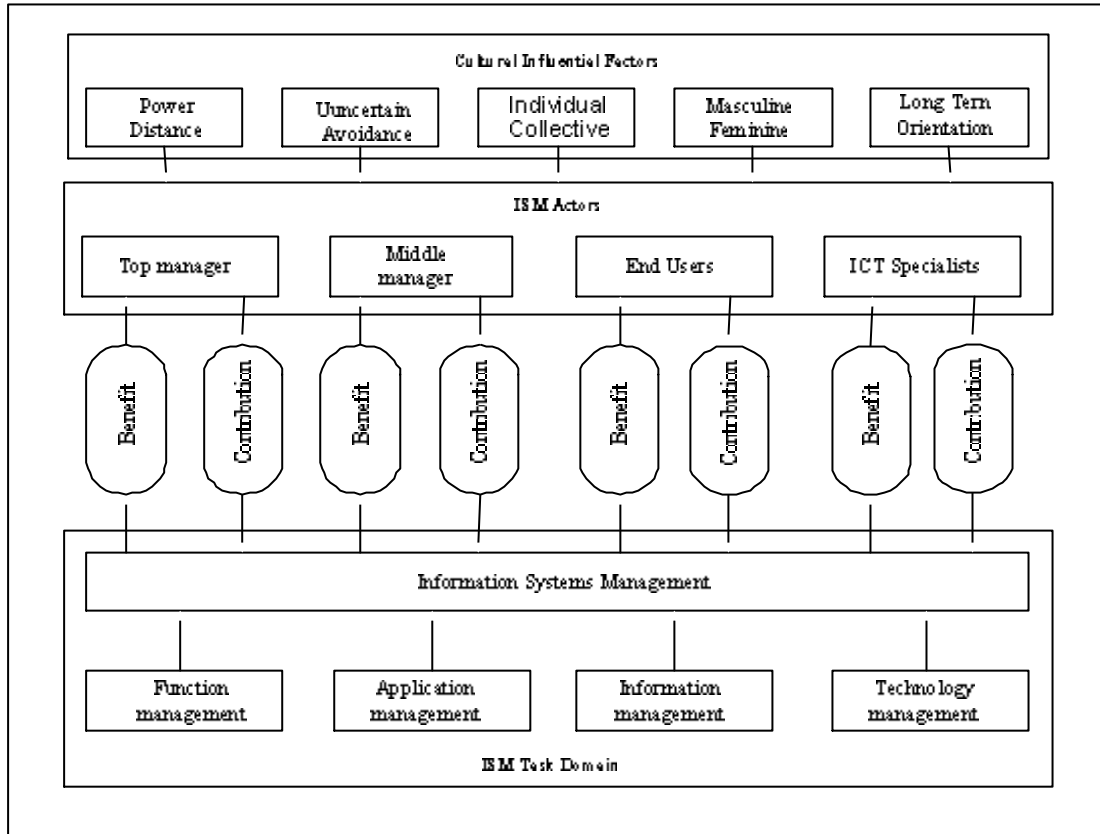 Cultural Influential Factors
Power
Distance
Uuncertain
Avoidance
Individual
Collective
Masculine
Feminine
Long Tern
Orientation
ISM Actors
Top manager
Middle
manager
End Users
ICT Specialists
Benefit
Contribution
Benefit
Contribution
Benefit
Contribution
Benefit
Contribution
Information Systems Management
Function
management
Application
management
Information
management
Technology
management
ISM Task Domain